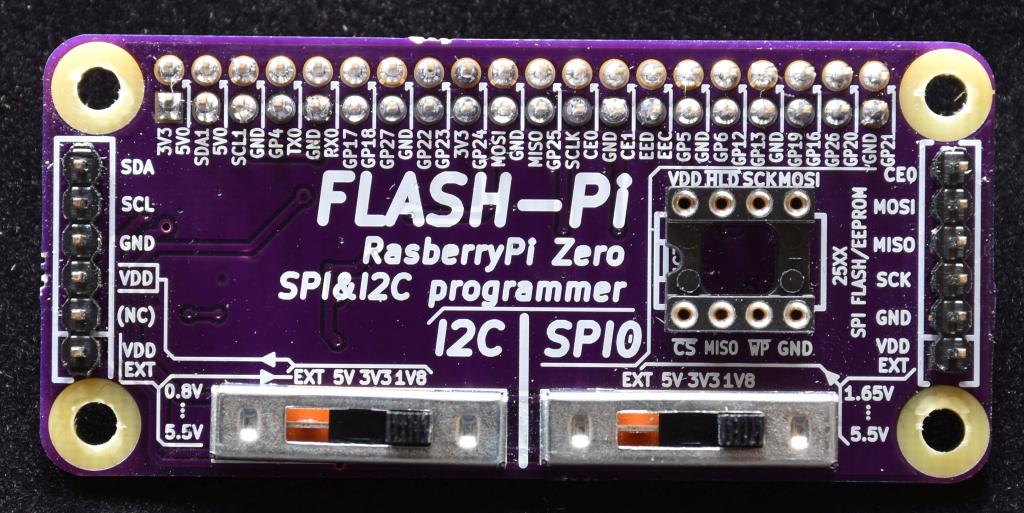 3V3 5V0 SDA1 5V0 SCL1 GND GP4 TX0 GND RX0 GP17 GP18 GP27 GND GP22 GP23 3V3 GP24 MOSI GND MISO GP25 SCLK CE0 GND CE1 EED EEC GP5 GND GP6 GP12 GP13 GND GP19 GP16 GP26 GP20 GND GP21
SDA
SCL
GND
VDD
(NC)
VDD
EXT
0.8V
5.5V
FLASH-Pi
RasberryPi Zero
SPI&I2C programmer
I2C
SPI0
EXT 5V 3V3 1V8
EXT 5V 3V3 1V8
VDD HLD SCK MOSI
CS MISO WP GND
25XX
SPI FLASH/EEPROM
CE0
MOSI
MISO
SCK
GND
VDD
EXT
1.65V
5.5V